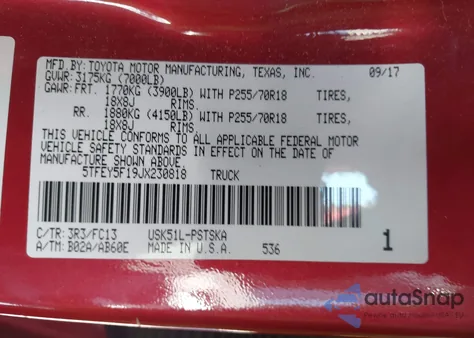 MFD.BY: TOYOTA MOTOR MANUFACTURING, TEXAS, INC. 09/17
GVWR: 3175KG (7000LB)
GAWR: FRT. 1770KG (3900LB) WITH P255/70R18 TIRES,
18X8J RIMS.
RR. 1880KG (4150LB) WITH P255/70R18 TIRES,
18X8J RIMS.
THIS VEHICLE CONFORMS TO ALL APPLICABLE FEDERAL MOTOR
VEHICLE SAFETY STANDARDS IN EFFECT ON THE DATE OF
MANUFACTURE SHOWN ABOVE.
5TFEY5F19JX230818 TRUCK
C/TR: 3R3/FC13 USK51L-PSTSKA
A/TM: B02A/AB60E MADE IN U.S.A. 536 1
autoSnap